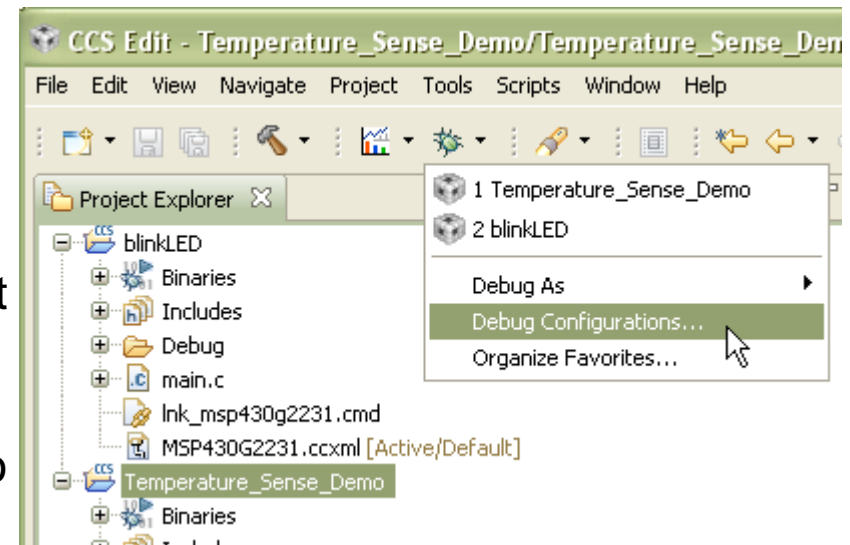 CCS Edit - Temperature_Sense_Demo/Temperature_Sense_Dem
File Edit View Navigate Project Tools Scripts Window Help
Project Explorer
1 Temperature_Sense_Demo
2 blinkLED
Debug As
Debug Configurations...
Organize Favorites...
blinkLED
Binaries
Includes
Debug
main.c
lnk_msp430g2231.cmd
MSP430G2231.ccxml [Active/Default]
Temperature_Sense_Demo
Binaries
t